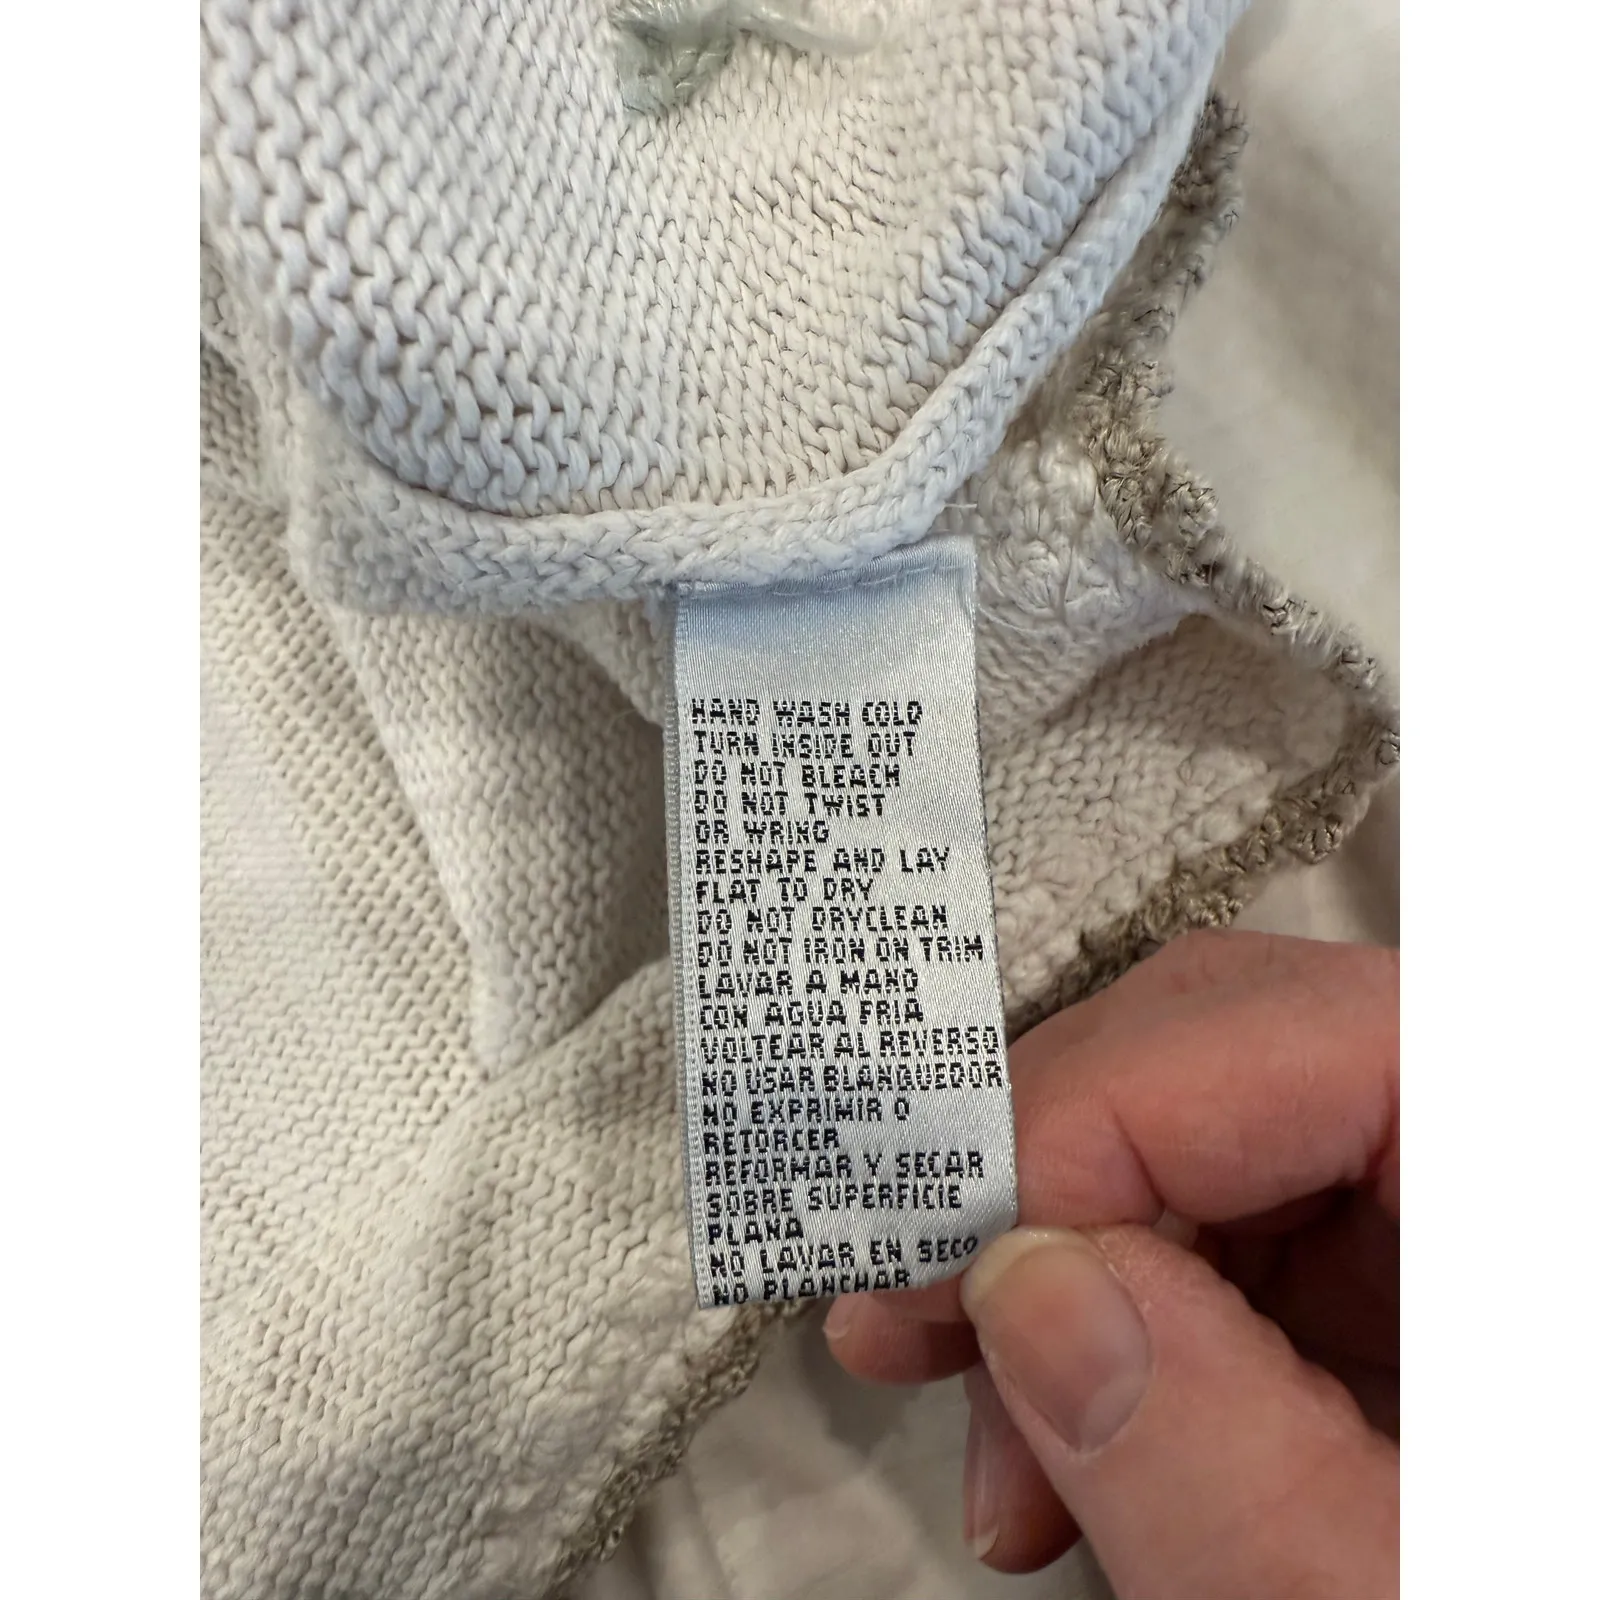 HAND WASH COLD
TURN INSIDE OUT
DO NOT BLEACH
DO NOT TWIST
OR WRING
RESHAPE AND LAY
FLAT TO DRY
DO NOT DRYCLEAN
DO NOT IRON ON TRIM
LAVAR A MANO
CON AGUA FRIA
VOLTEAR AL REVERSO
NO USAR BLANQUEDOR
NO EXPRIMIR O
RETORCER
REFORMAR Y SECAR
SOBRE SUPERFICIE
PLANA
NO LAVAR EN SECO
NO PLANCHAR